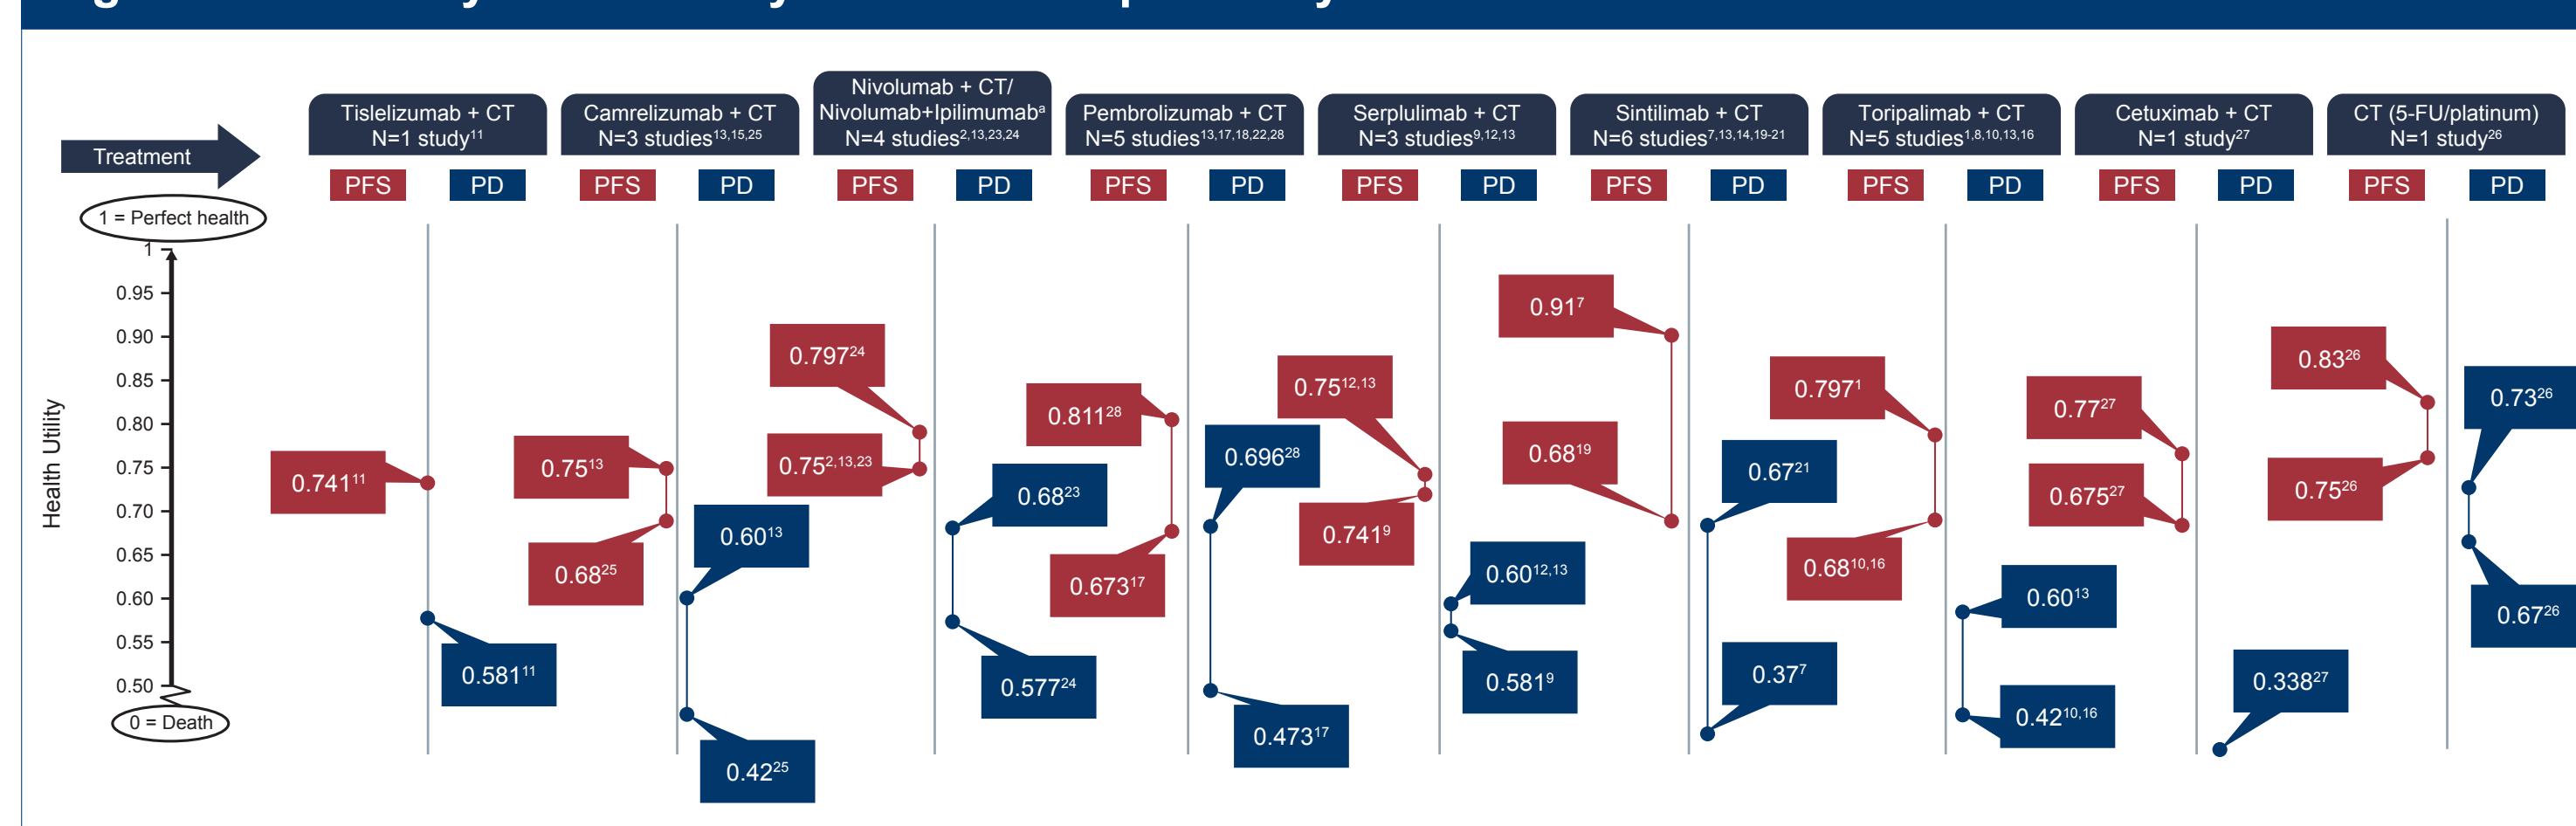 Treatment
Tislelizumab + CT
N=1 study11
Camrelizumab + CT
N=3 studies13,15,25
Nivolumab + CT/
Nivolumab+Ipilimumaba
N=4 studies2,13,23,24
Pembrolizumab + CT
N=5 studies13,17,18,22,28
Serplulimab + CT
N=3 studies9,12,13
Sintilimab + CT
N=6 studies7,13,14,19-21
Toripalimab + CT
N=5 studies1,8,10,13,16
Cetuximab + CT
N=1 study27
CT (5-FU/platinum)
N=1 study26
PFS PD PFS PD PFS PD PFS PD PFS PD PFS PD PFS PD PFS PD PFS PD
1 = Perfect health
1
0.95
0.90
0.85
0.80
0.75
0.70
0.65
0.60
0.55
0.50
0 = Death
Health Utility
0.74111
0.58111
0.7513
0.6825
0.6013
0.4225
0.79724
0.752,13,23
0.6823
0.57724
0.81128
0.67317
0.69628
0.47317
0.7512,13
0.7419
0.6012,13
0.5819
0.917
0.6819
0.6721
0.377
0.7971
0.6810,16
0.6013
0.4210,16
0.7727
0.67527
0.33827
0.8326
0.7526
0.7326
0.6726